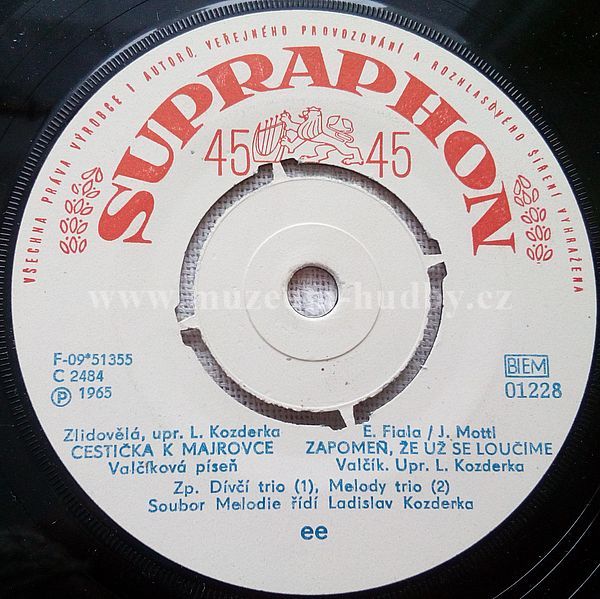 VŠECHNA PRÁVA VÝROBCE I AUTORŮ, VEŘEJNÉHO PROVOZOVÁNÍ A ROZHLASOVÉHO ŠÍŘENÍ VYHRAŽENA
SUPRAPHON
45 45
www.muzeum-hudby.cz
F-09*51355
C 2484
Ⓟ 1965
BIEM
01228
Zlidovělá, upr. L. Kozderka
CESTIČKA K MAJROVCE
Valčíková píseň
E. Fiala / J. Mottl
ZAPOMEŇ, ŽE UŽ SE LOUČIME
Valčík. Upr. L. Kozderka
Zp. Dívčí trio (1), Melody trio (2)
Soubor Melodie řídí Ladislav Kozderka
ee